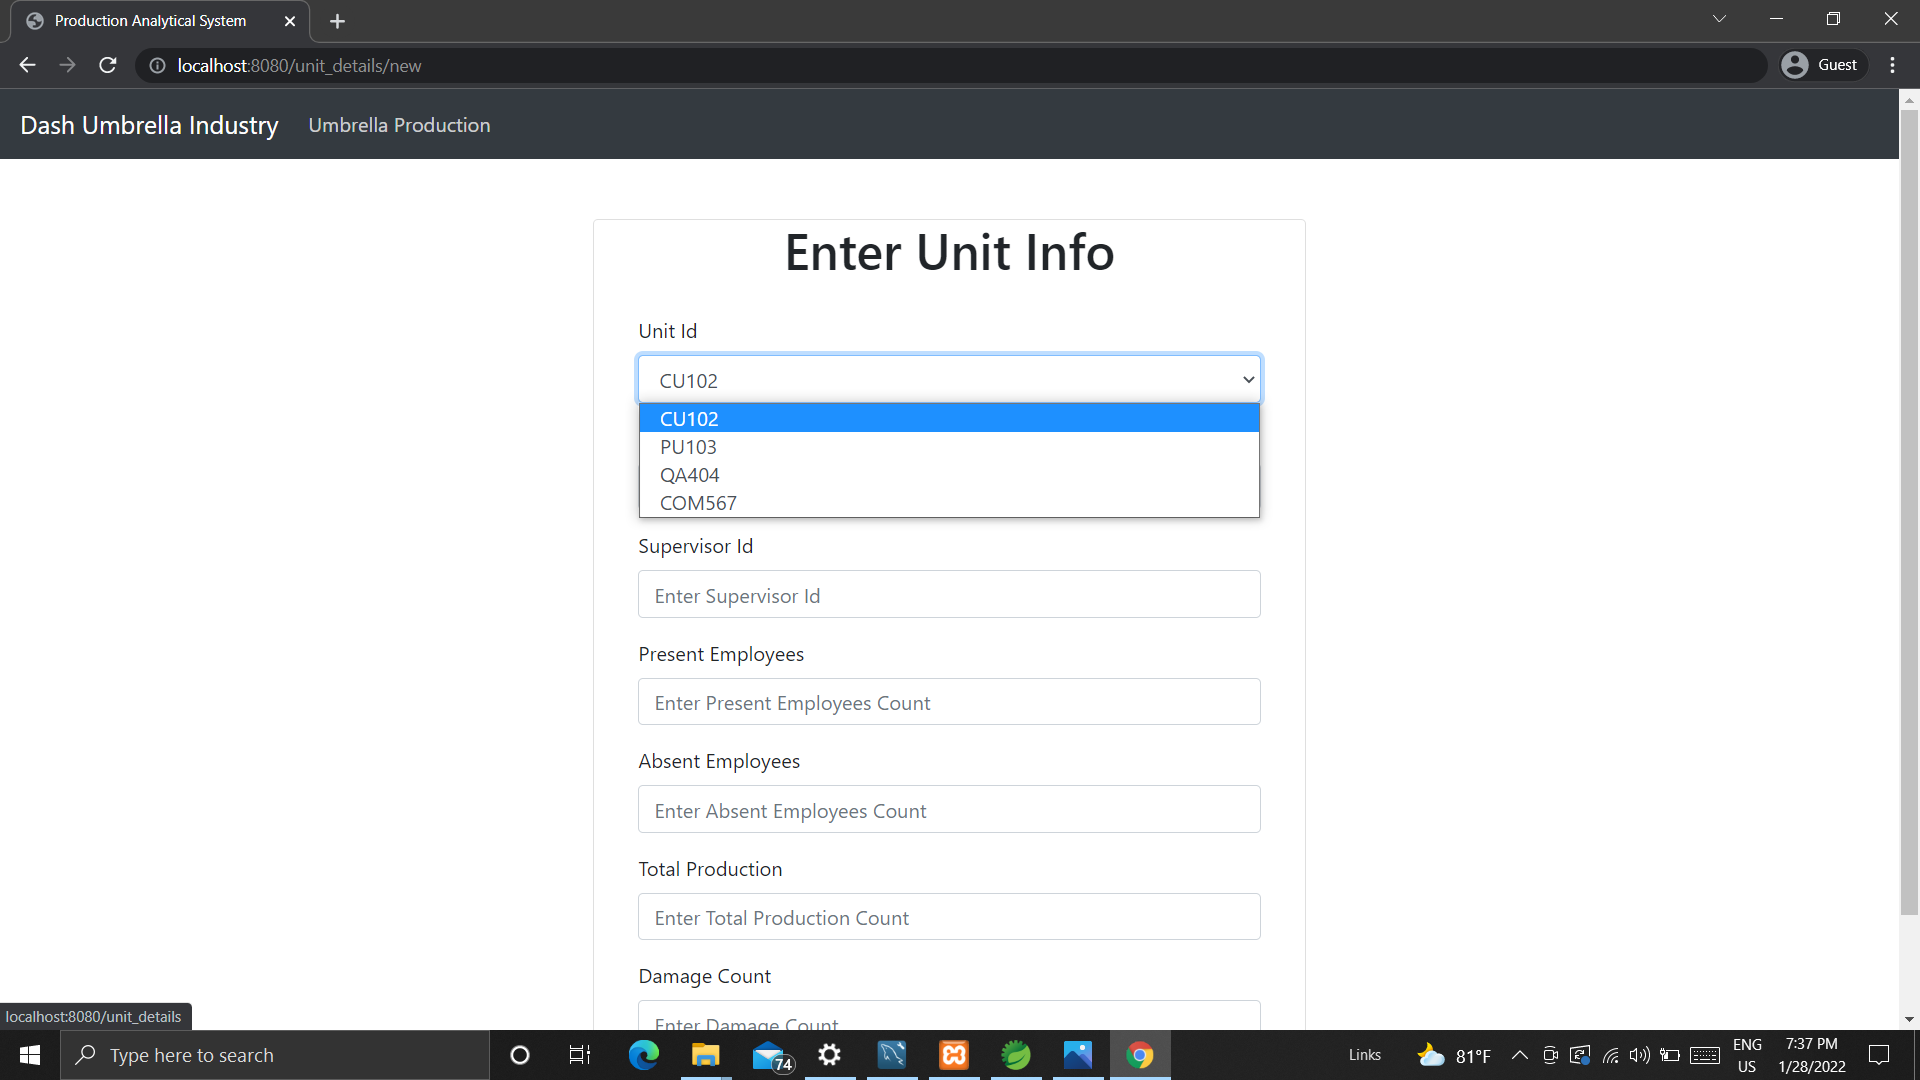 Production Analytical System
localhost:8080/unit_details/new
Guest
Dash Umbrella Industry
Umbrella Production
Enter Unit Info
Unit Id
CU102
CU102
PU103
QA404
COM567
Supervisor Id
Enter Supervisor Id
Present Employees
Enter Present Employees Count
Absent Employees
Enter Absent Employees Count
Total Production
Enter Total Production Count
Damage Count
Enter Damage Count
localhost:8080/unit_details
Type here to search
74
Links
81°F
ENG
US
7:37 PM
1/28/2022